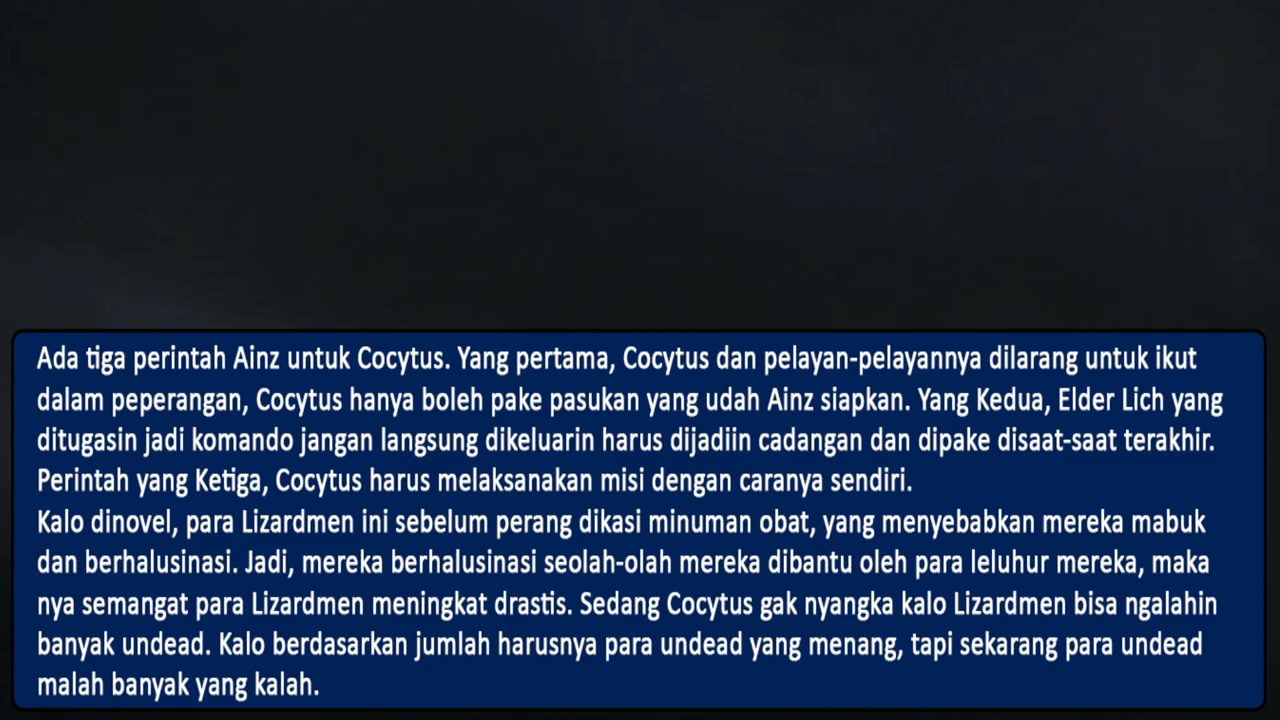 Ada tiga perintah Ainz untuk Cocytus. Yang pertama, Cocytus dan pelayan-pelayannya dilarang untuk ikut
dalam peperangan, Cocytus hanya boleh pake pasukan yang udah Ainz siapkan. Yang Kedua, Elder Lich yang
ditugasin jadi komando jangan langsung dikeluarin harus dijadiin cadangan dan dipake disaat-saat terakhir.
Perintah yang Ketiga, Cocytus harus melaksanakan misi dengan caranya sendiri.
Kalo dinovel, para Lizardmen ini sebelum perang dikasi minuman obat, yang menyebabkan mereka mabuk
dan berhalusinasi. Jadi, mereka berhalusinasi seolah-olah mereka dibantu oleh para leluhur mereka, maka
nya semangat para Lizardmen meningkat drastis. Sedang Cocytus gak nyangka kalo Lizardmen bisa ngalahin
banyak undead. Kalo berdasarkan jumlah harusnya para undead yang menang, tapi sekarang para undead
malah banyak yang kalah.